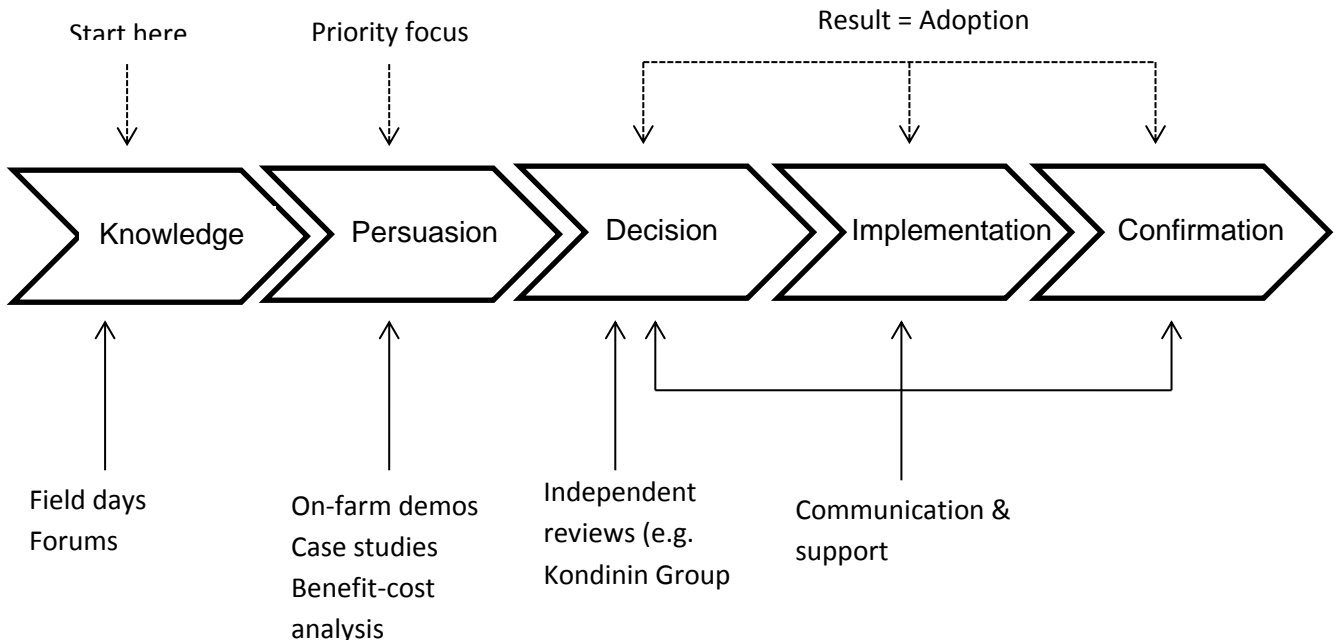 Start here
Priority focus
Result = Adoption
Knowledge
Persuasion
Decision
Implementation
Confirmation
Field days
Forums
On-farm demos
Case studies
Benefit-cost
analysis
Independent
reviews (e.g.
Kondinin Group
Communication &
support